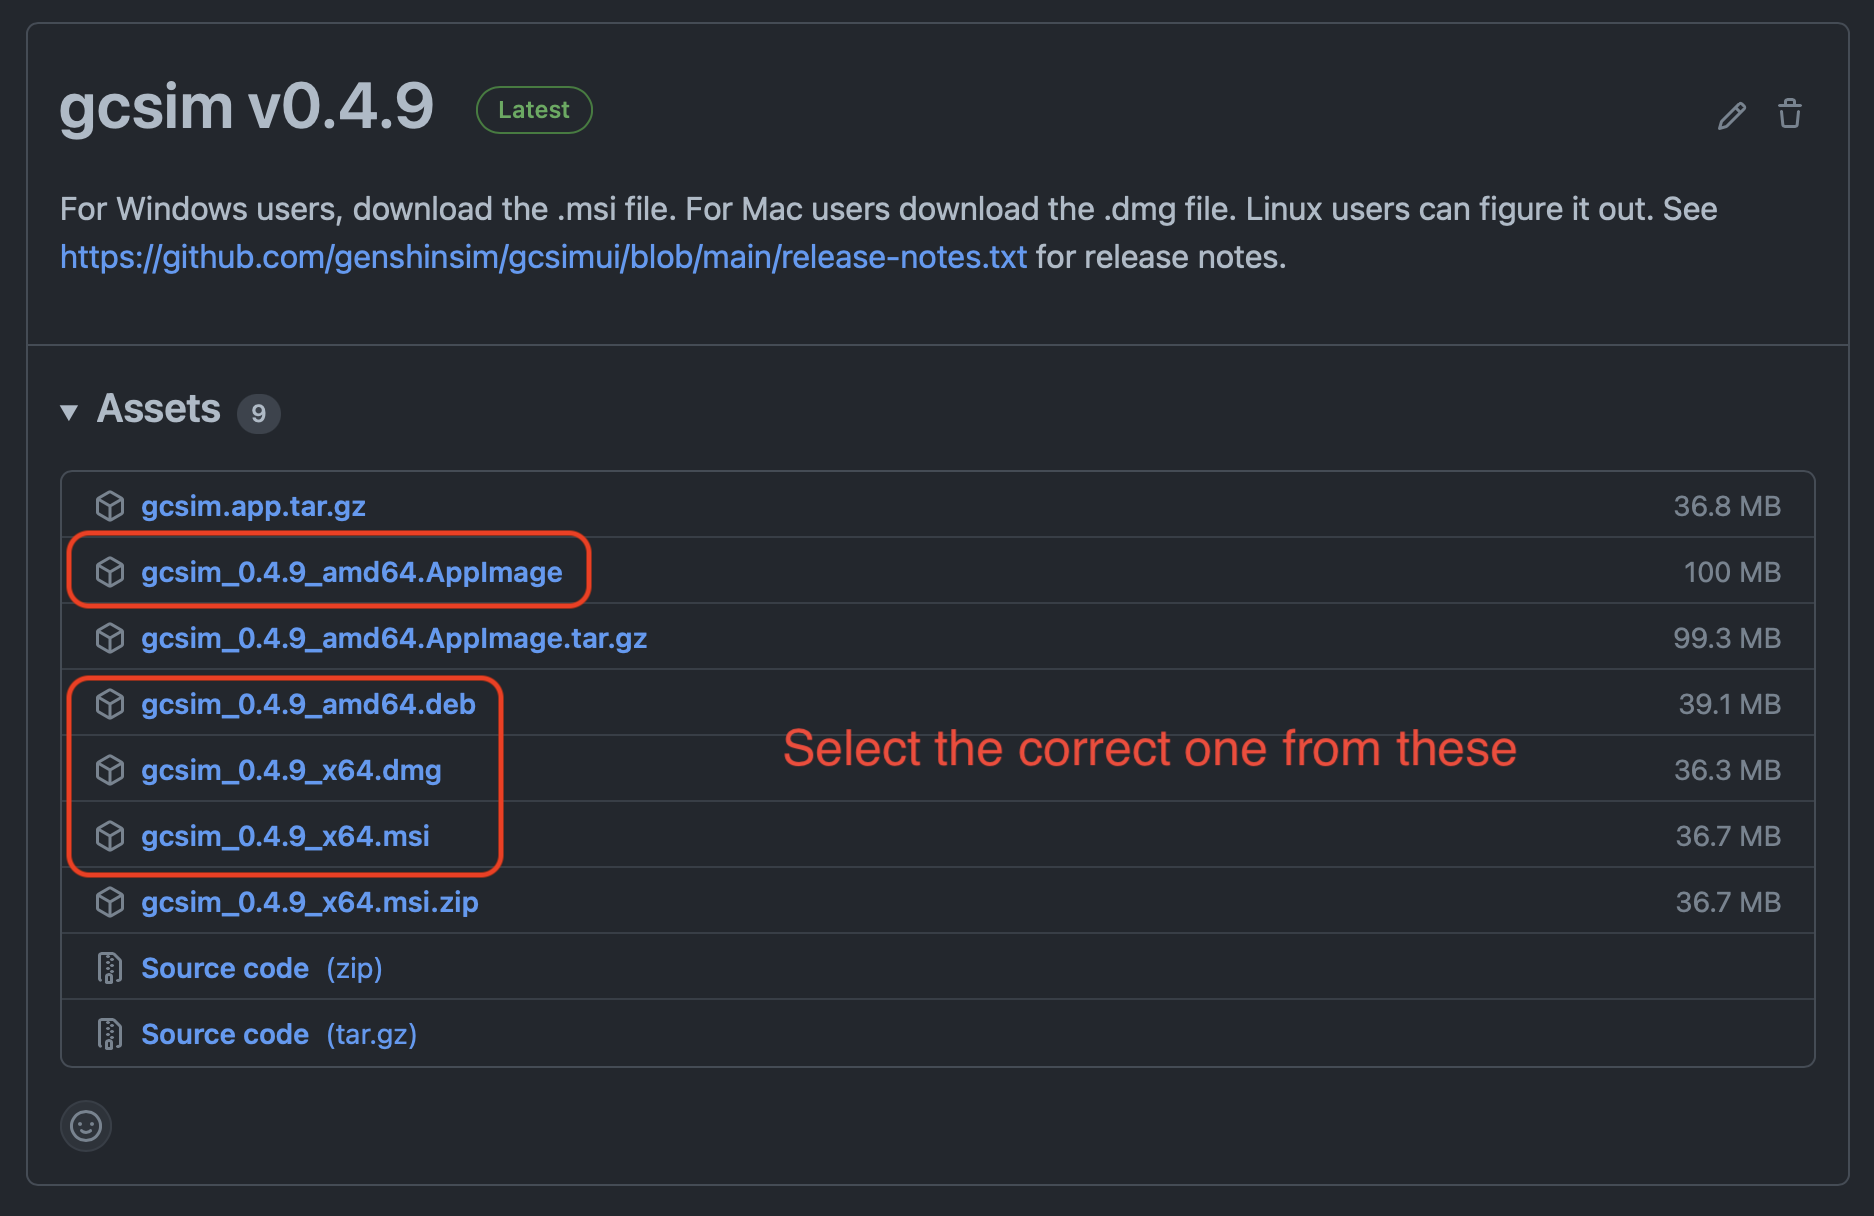 gcsim v0.4.9 Latest
For Windows users, download the .msi file. For Mac users download the .dmg file. Linux users can figure it out. See
https://github.com/genshinsim/gcsimui/blob/main/release-notes.txt for release notes.
Assets 9
gcsim.app.tar.gz 36.8 MB
gcsim_0.4.9_amd64.AppImage 100 MB
gcsim_0.4.9_amd64.AppImage.tar.gz 99.3 MB
gcsim_0.4.9_amd64.deb 39.1 MB
Select the correct one from these
gcsim_0.4.9_x64.dmg 36.3 MB
gcsim_0.4.9_x64.msi 36.7 MB
gcsim_0.4.9_x64.msi.zip 36.7 MB
Source code (zip)
Source code (tar.gz)